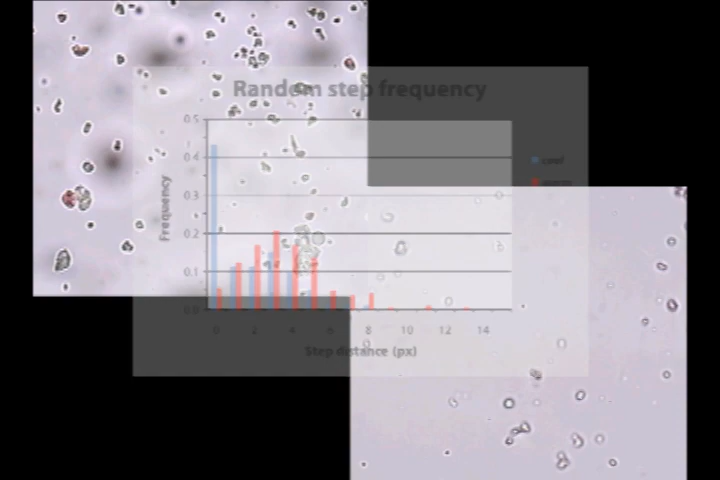 Random step frequency
0.5
0.4
0.3
0.2
0.1
0.0
Frequency
0 2 4 6 8 10 12 14
Step distance (px)